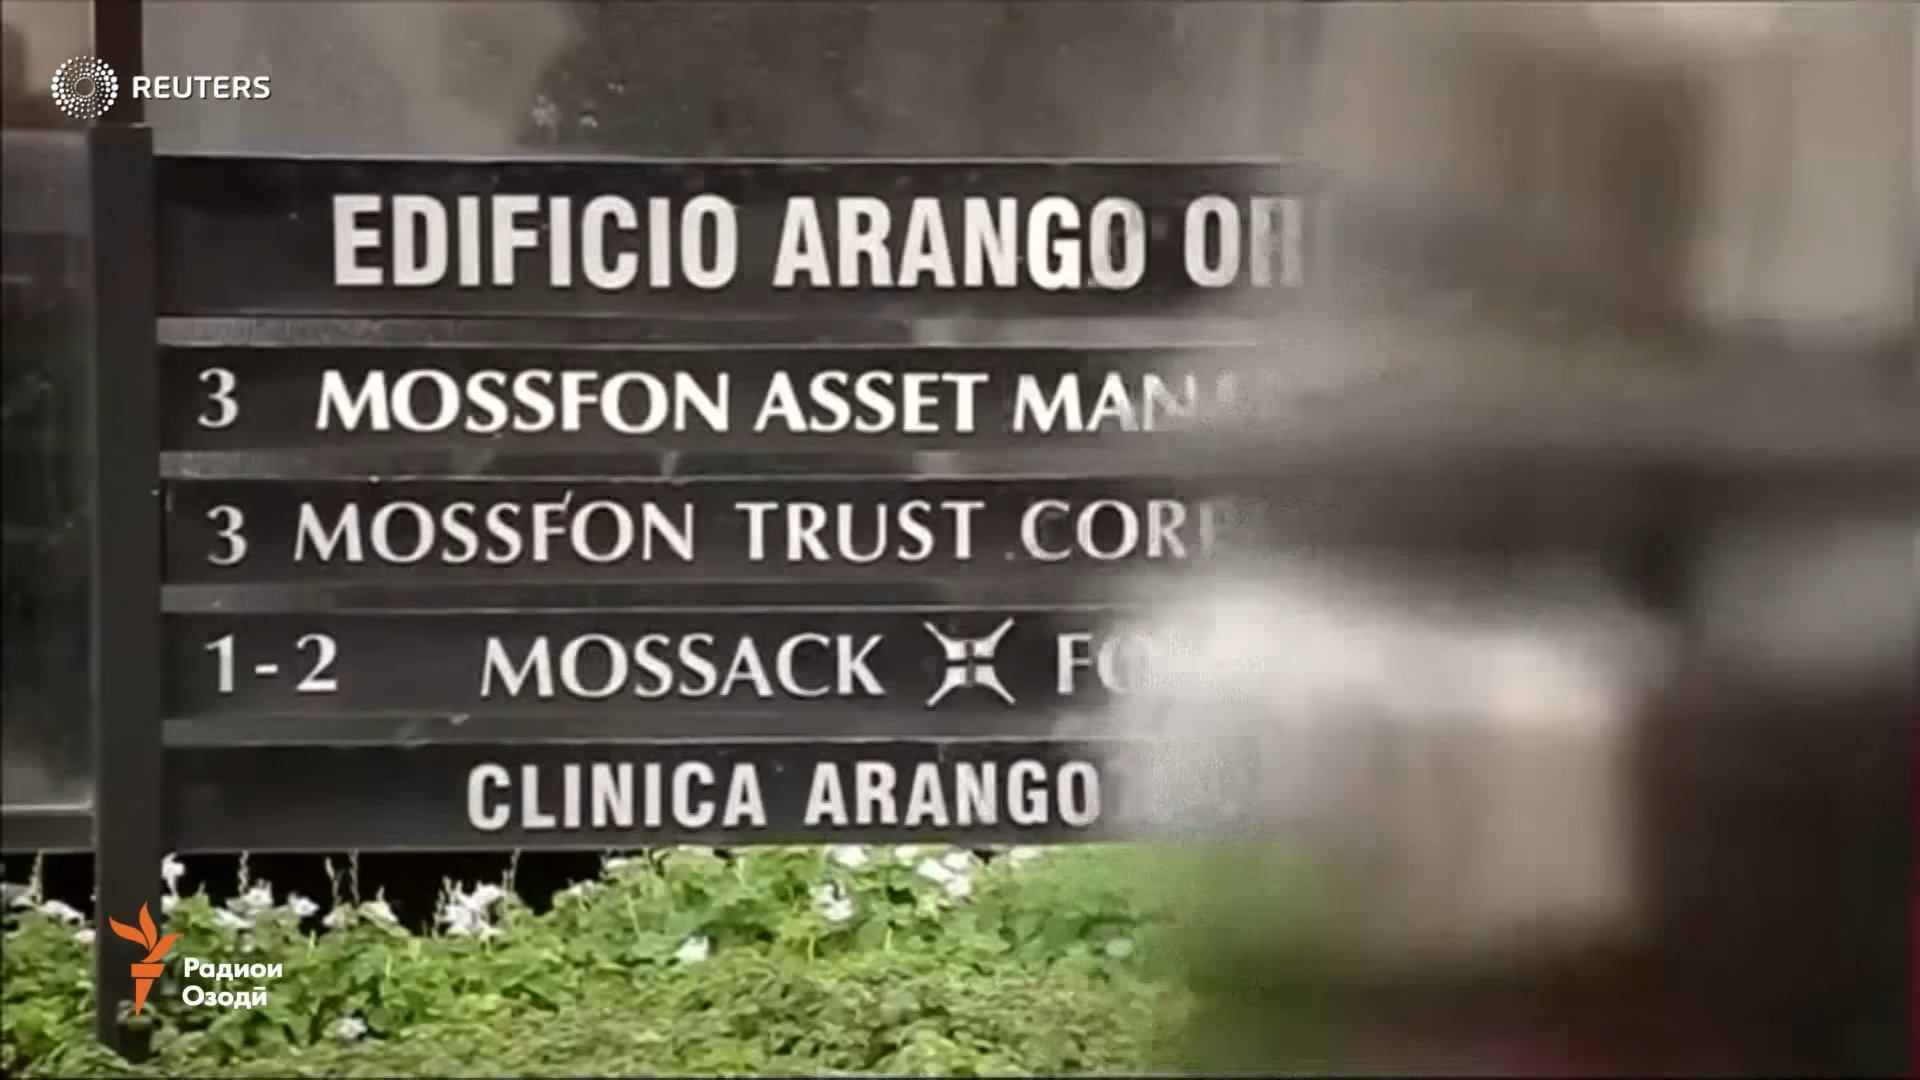 REUTERS
EDIFICIO ARANGO
3 MOSSFON ASSET
3 MOSSFON TRUST
1-2 MOSSACK
CLINICA ARANGO
Радиои
Озодӣ